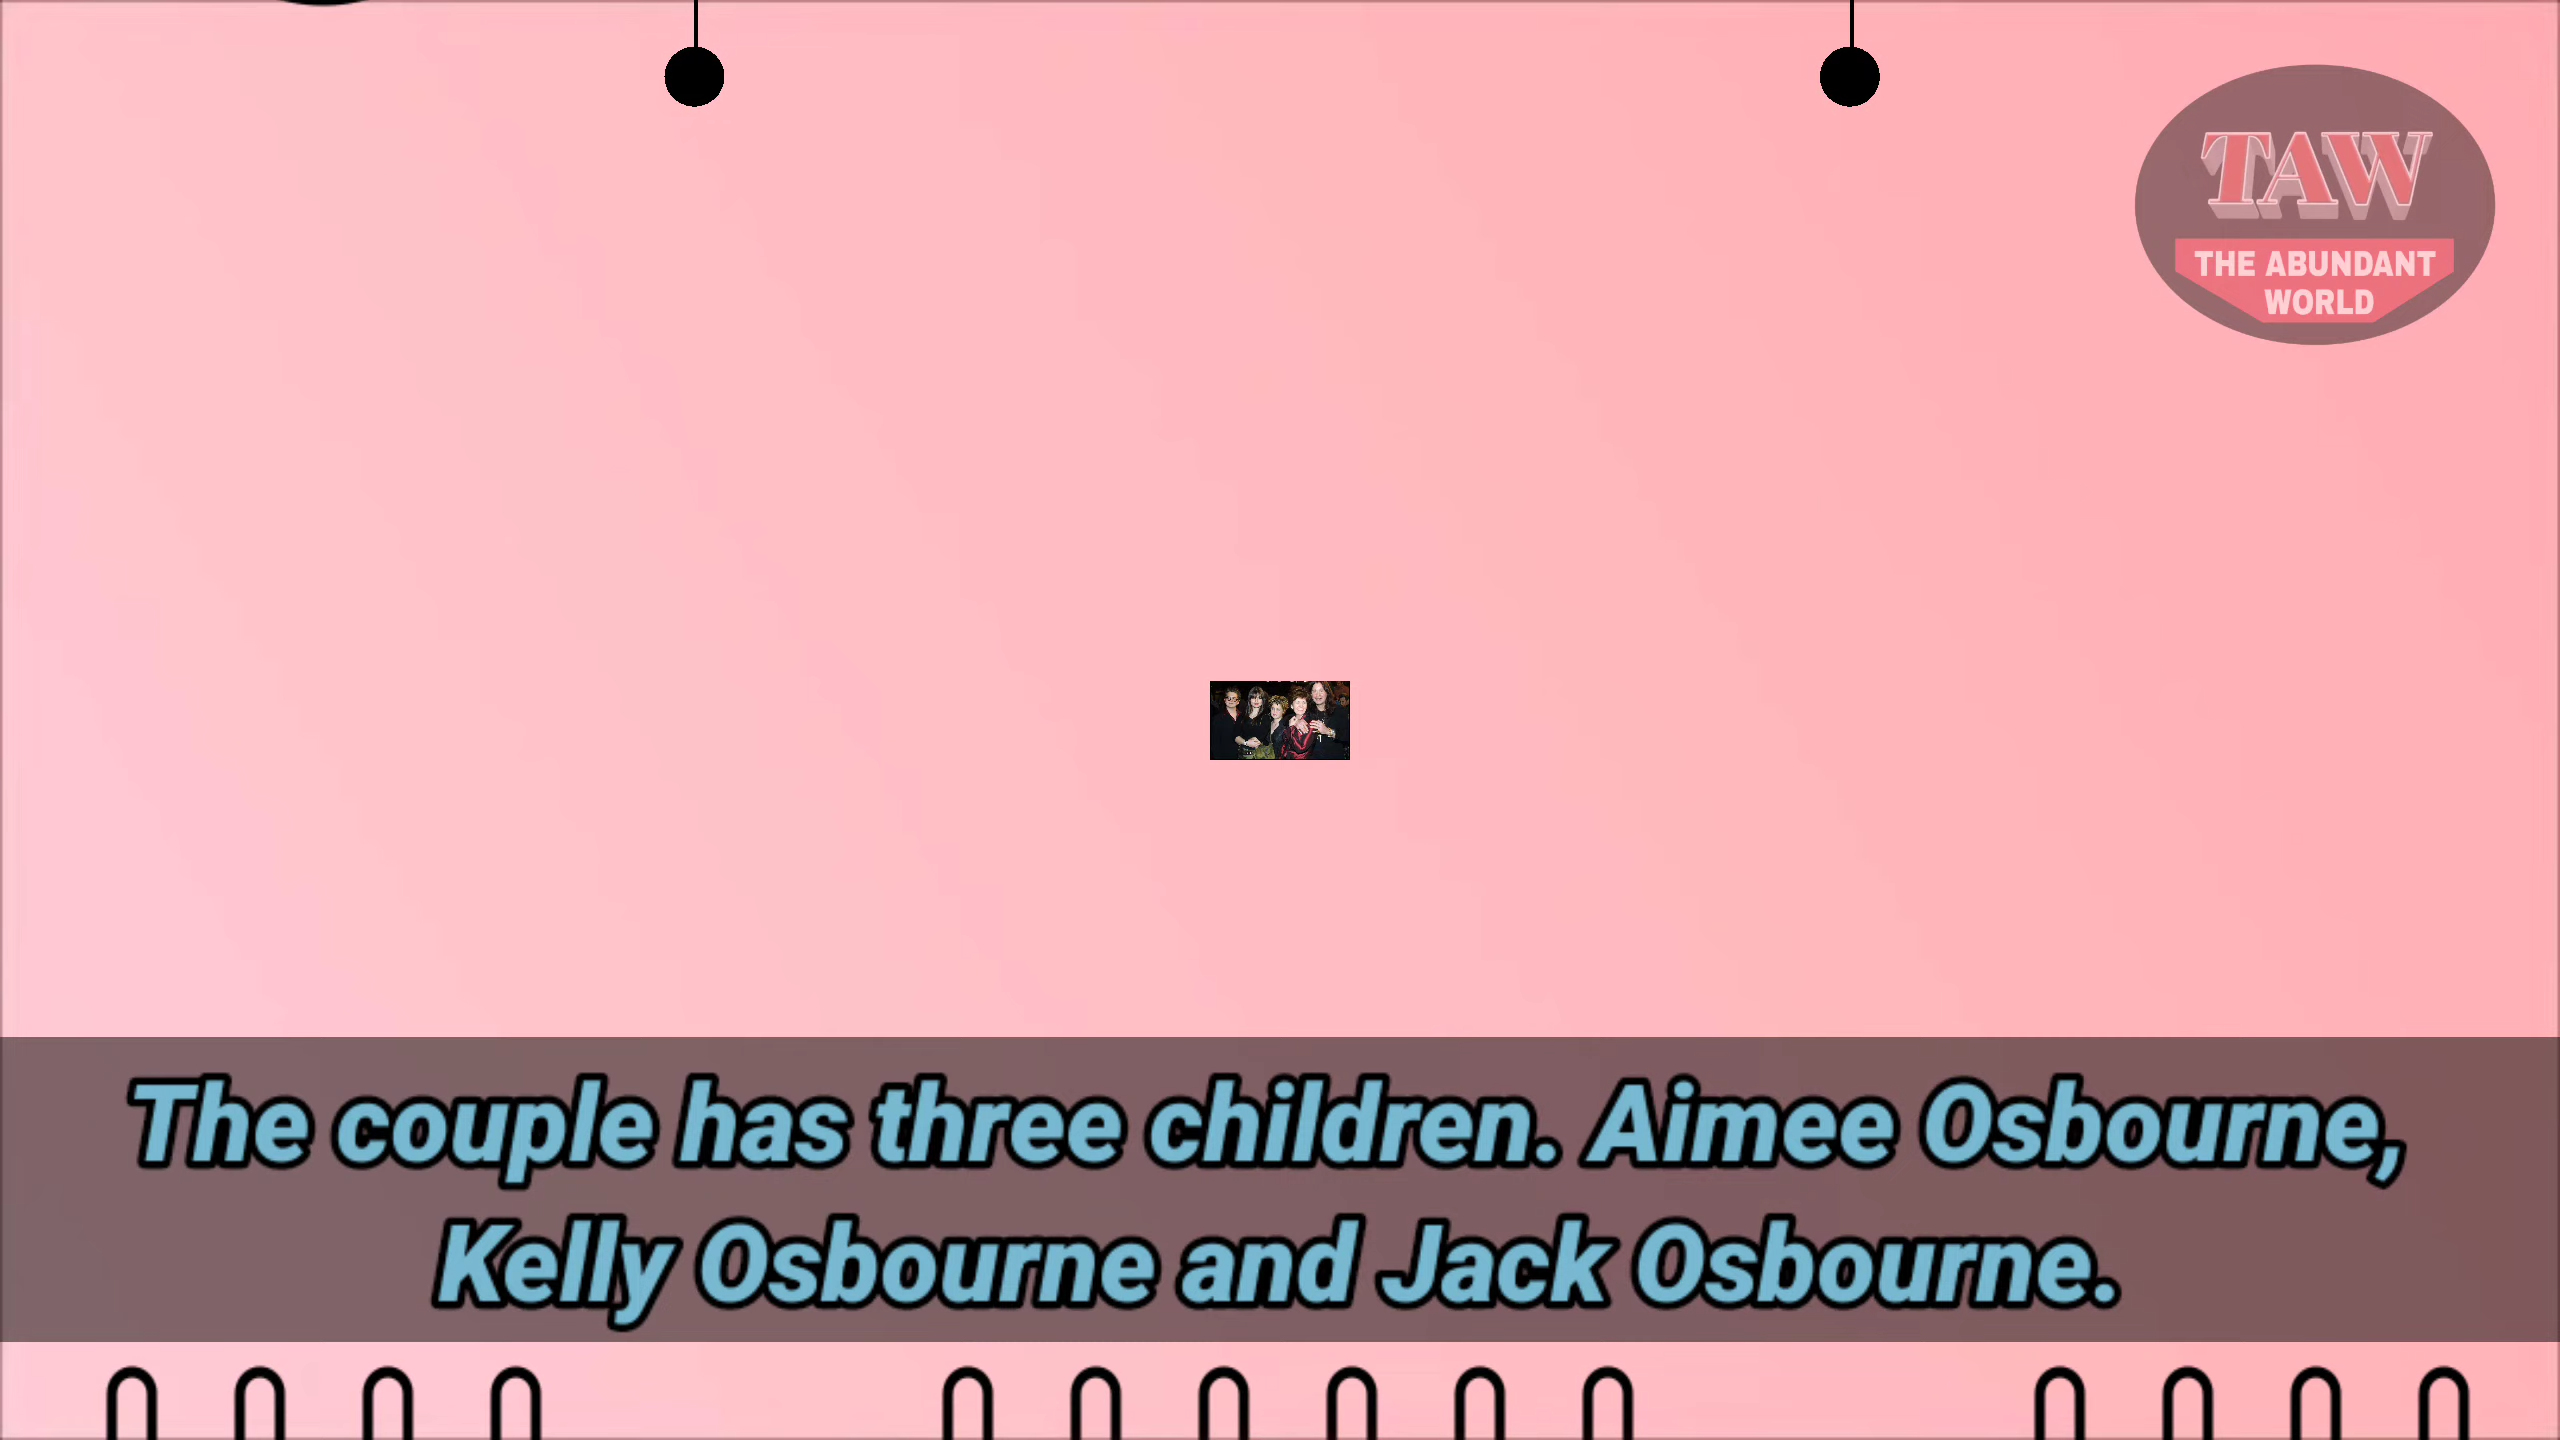 TAW
THE ABUNDANT
WORLD
The couple has three children. Aimee Osbourne,
Kelly Osbourne and Jack Osbourne.